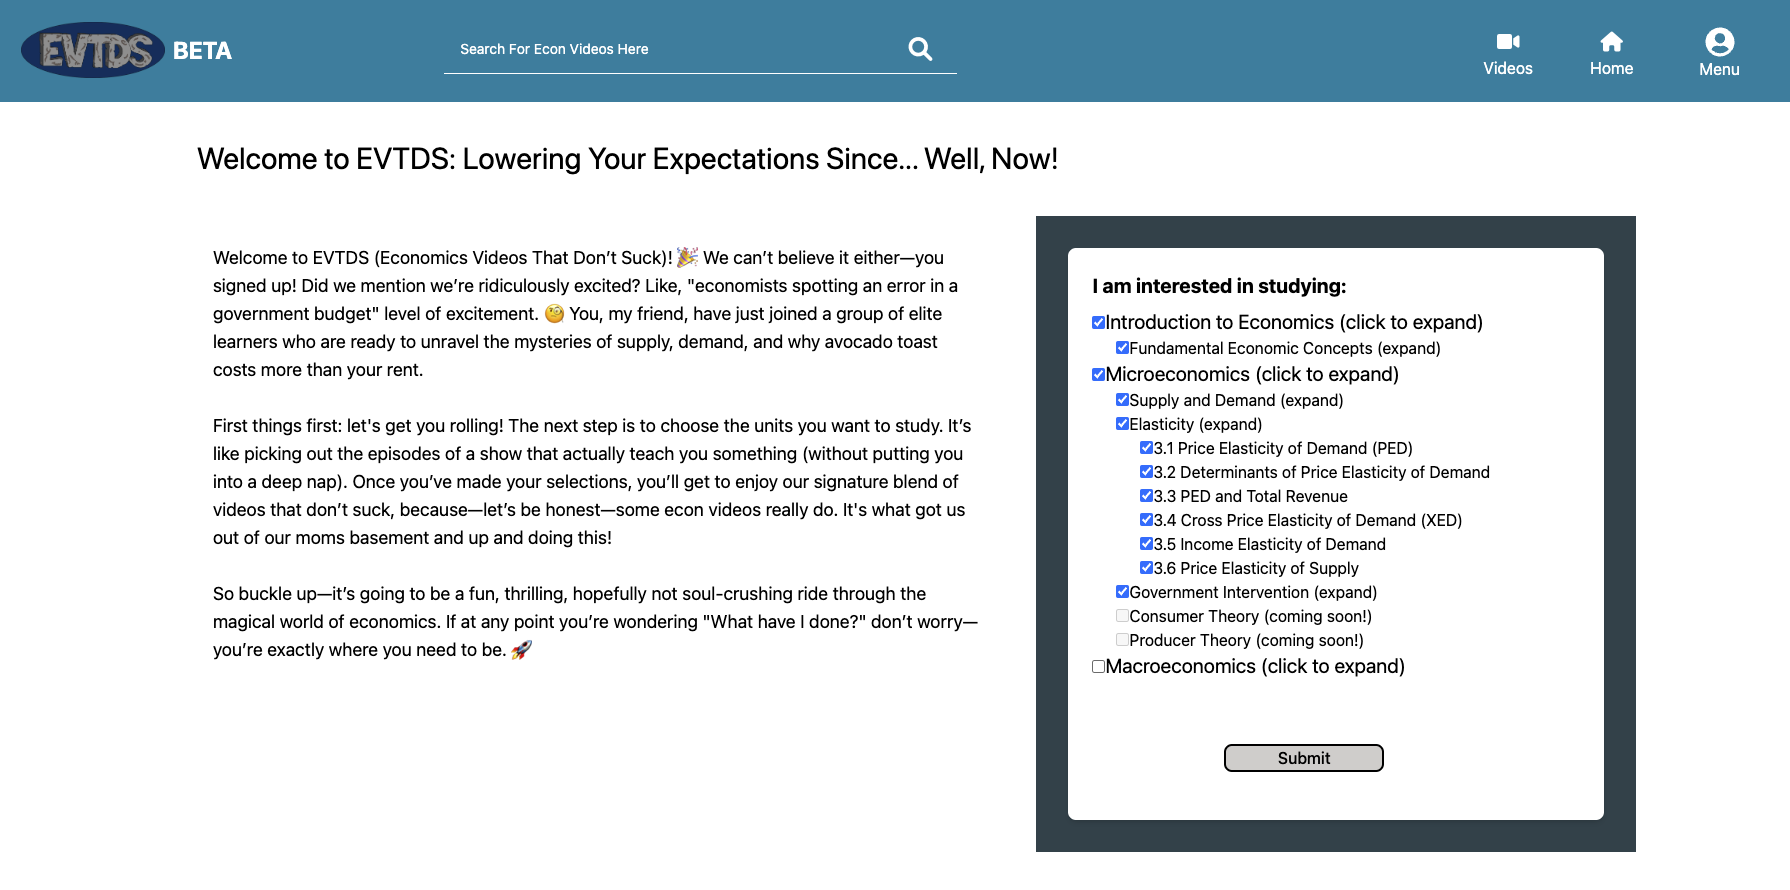 EVTDS BETA
Search For Econ Videos Here
Videos
Home
Menu
Welcome to EVTDS: Lowering Your Expectations Since... Well, Now!
Welcome to EVTDS (Economics Videos That Don’t Suck)! 🎉 We can’t believe it either—you
signed up! Did we mention we’re ridiculously excited? Like, "economists spotting an error in a
government budget" level of excitement. 🧐 You, my friend, have just joined a group of elite
learners who are ready to unravel the mysteries of supply, demand, and why avocado toast
costs more than your rent.
First things first: let's get you rolling! The next step is to choose the units you want to study. It’s
like picking out the episodes of a show that actually teach you something (without putting you
into a deep nap). Once you’ve made your selections, you’ll get to enjoy our signature blend of
videos that don’t suck, because—let’s be honest—some econ videos really do. It's what got us
out of our moms basement and up and doing this!
So buckle up—it’s going to be a fun, thrilling, hopefully not soul-crushing ride through the
magical world of economics. If at any point you’re wondering "What have I done?" don’t worry—
you’re exactly where you need to be. 🚀
I am interested in studying:
Introduction to Economics (click to expand)
Fundamental Economic Concepts (expand)
Microeconomics (click to expand)
Supply and Demand (expand)
Elasticity (expand)
3.1 Price Elasticity of Demand (PED)
3.2 Determinants of Price Elasticity of Demand
3.3 PED and Total Revenue
3.4 Cross Price Elasticity of Demand (XED)
3.5 Income Elasticity of Demand
3.6 Price Elasticity of Supply
Government Intervention (expand)
Consumer Theory (coming soon!)
Producer Theory (coming soon!)
Macroeconomics (click to expand)
Submit